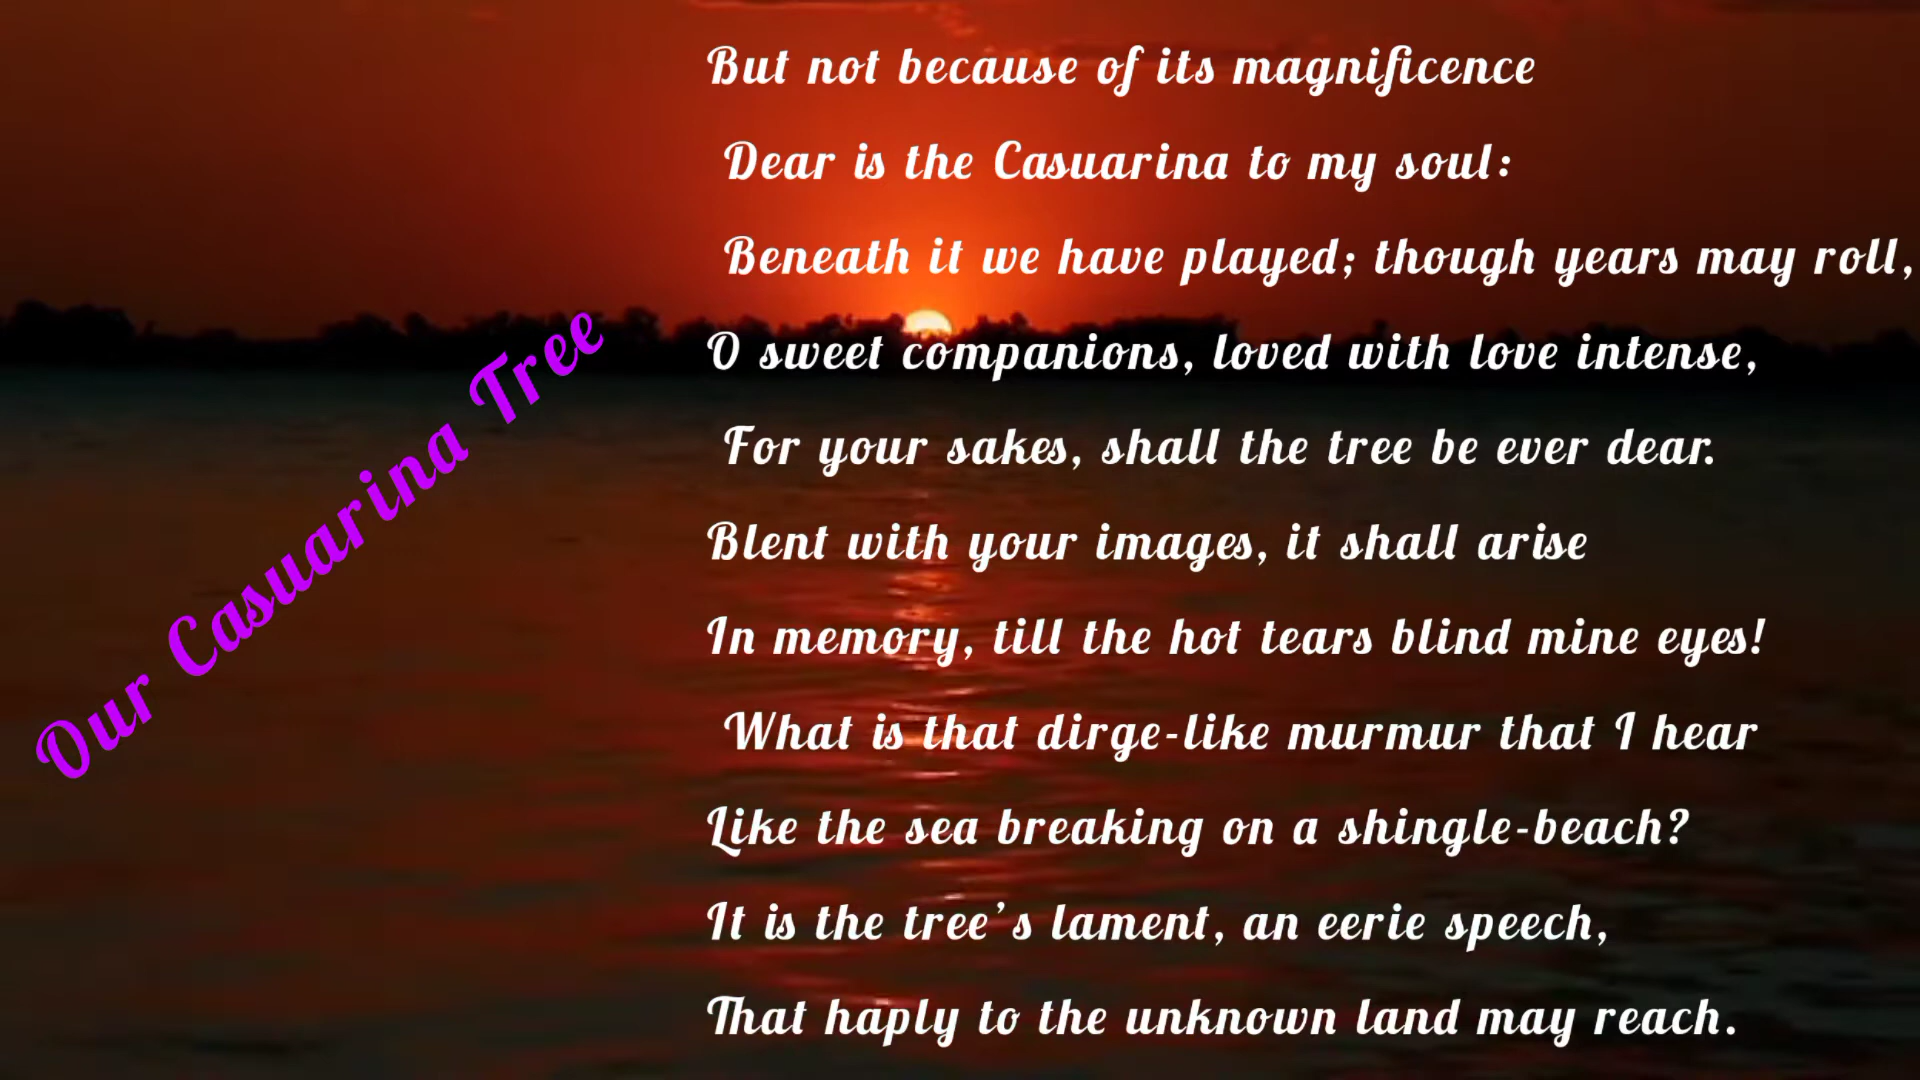 Our Casuarina Tree
But not because of its magnificence
Dear is the Casuarina to my soul:
Beneath it we have played; though years may roll,
O sweet companions, loved with love intense,
For your sakes, shall the tree be ever dear.
Blent with your images, it shall arise
In memory, till the hot tears blind mine eyes!
What is that dirge-like murmur that I hear
Like the sea breaking on a shingle-beach?
It is the tree’s lament, an eerie speech,
That haply to the unknown land may reach.